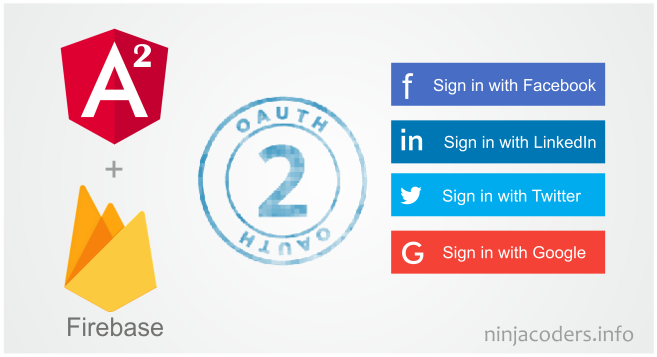 A2
+
Firebase
OAUTH
2
OAUTH
f Sign in with Facebook
in Sign in with LinkedIn
Sign in with Twitter
G Sign in with Google
ninjacoders.info